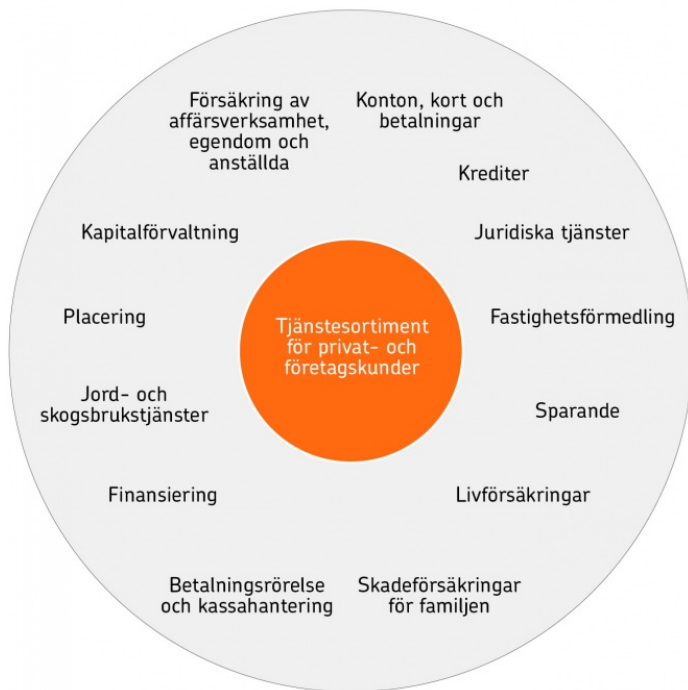 Försäkring av
affärsverksamhet,
egendom och
anställda
Konton, kort och
betalningar
Krediter
Juridiska tjänster
Fastighetsförmedling
Sparande
Livförsäkringar
Skadeförsäkringar
för familjen
Betalningsrörelse
och kassahantering
Finansiering
Jord- och
skogsbrukstjänster
Placering
Kapitalförvaltning
Tjänstesortiment
för privat- och
företagskunder